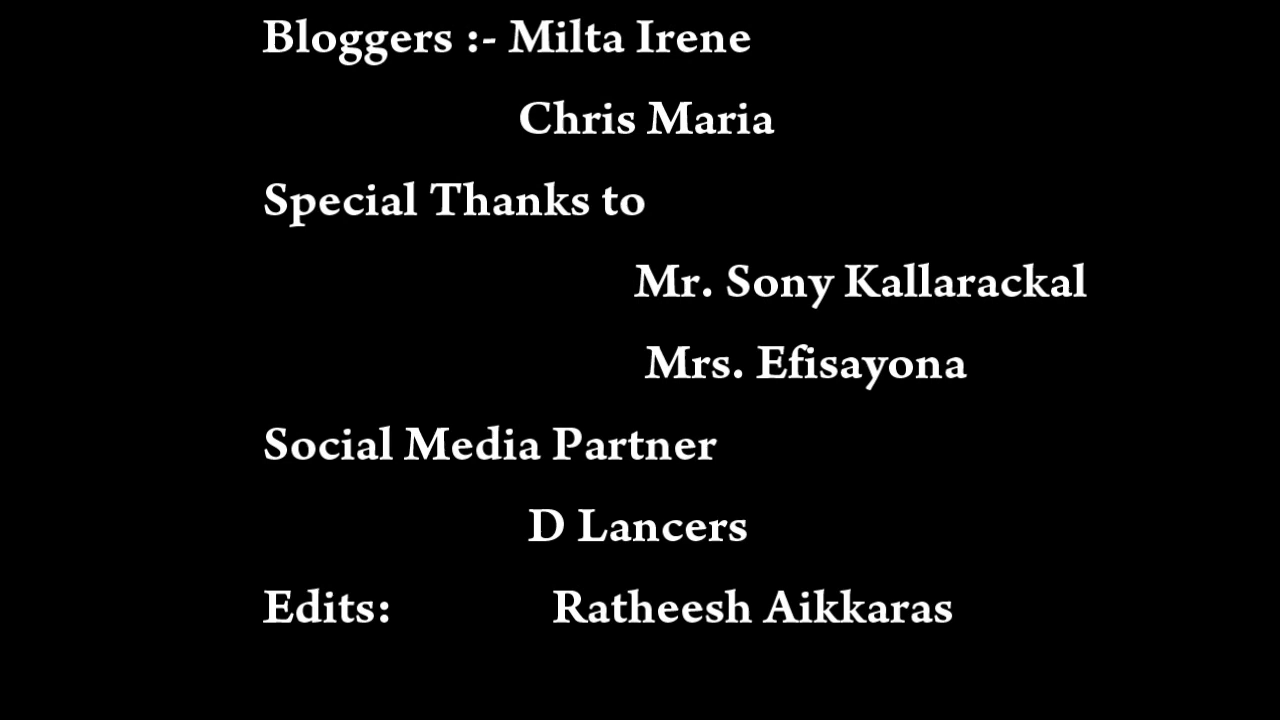 Bloggers :- Milta Irene
Chris Maria
Special Thanks to
Mr. Sony Kallarackal
Mrs. Efisayona
Social Media Partner
D Lancers
Edits: Ratheesh Aikkaras